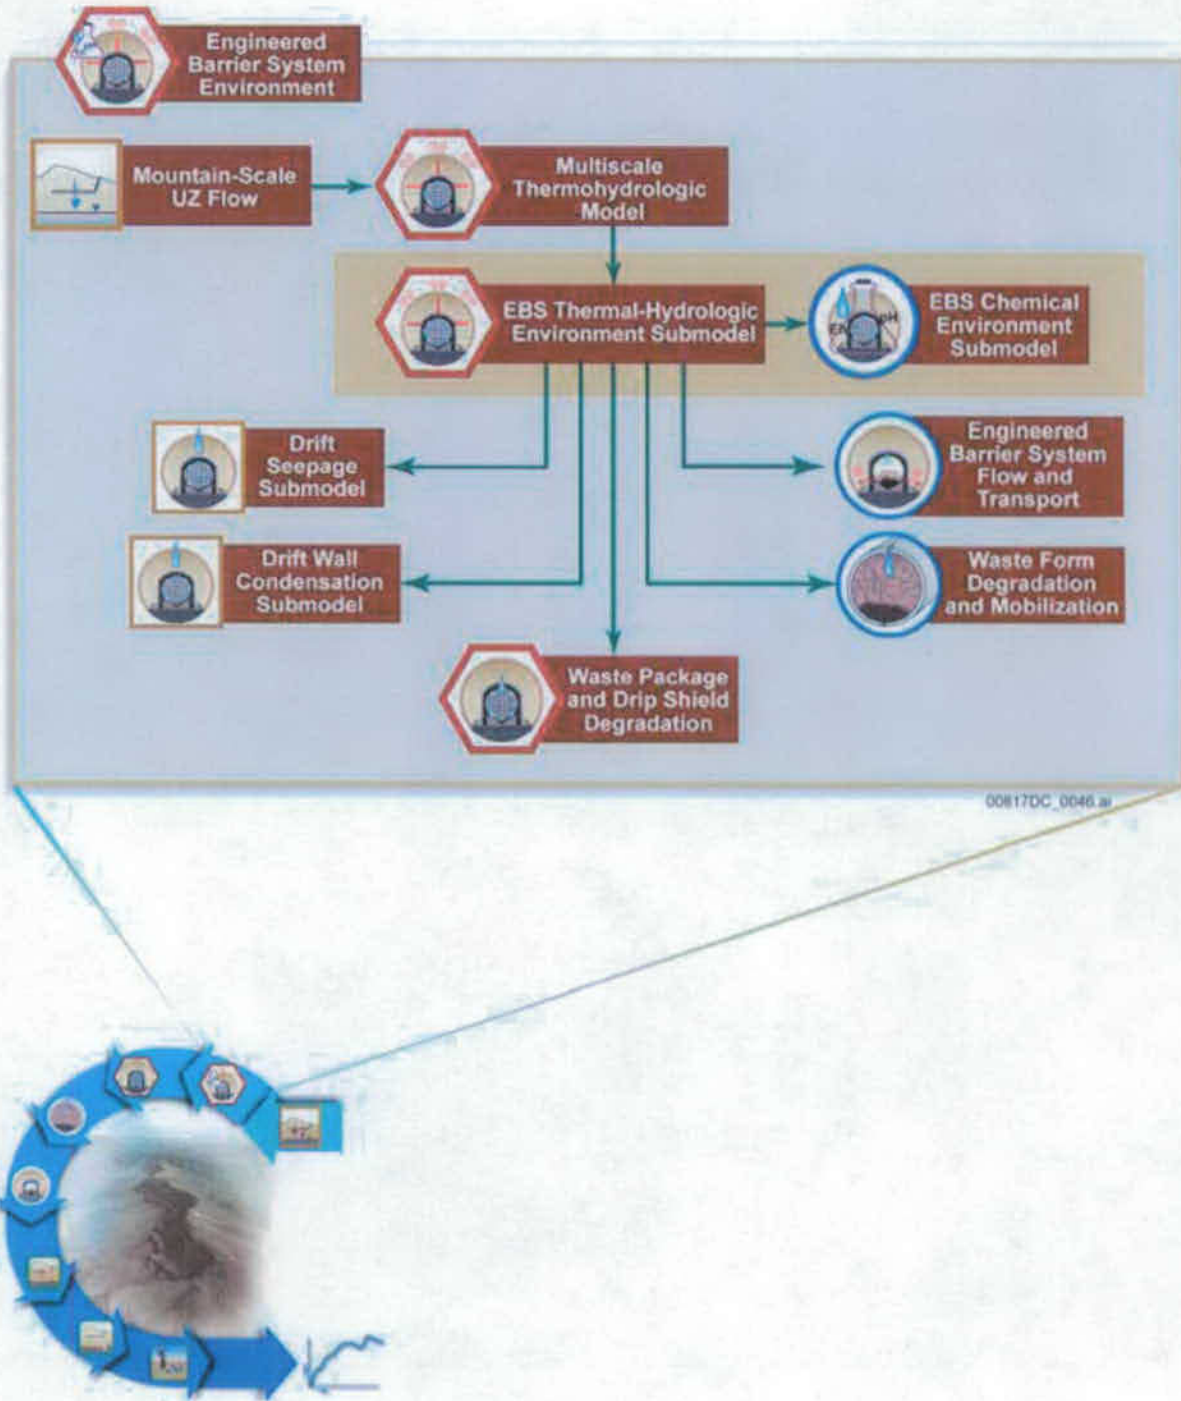 Engineered
Barrier System
Environment
Mountain-Scale
UZ Flow
Multiscale
Thermohydrologic
Model
EBS Thermal-Hydrologic
Environment Submodel
EBS Chemical
Environment
Submodel
Drift
Seepage
Submodel
Engineered
Barrier System
Flow and
Transport
Drift Wall
Condensation
Submodel
Waste Form
Degradation
and Mobilization
Waste Package
and Drip Shield
Degradation
00817DC_0046.ai